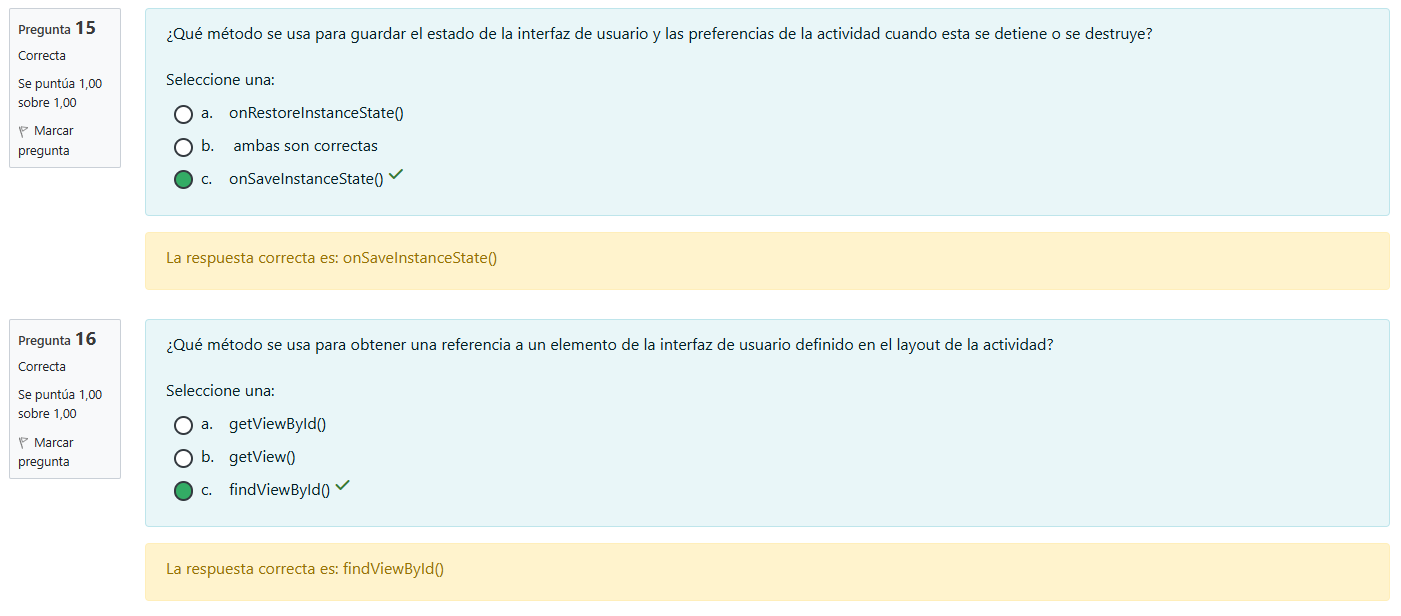 Pregunta 15
Correcta
Se puntúa 1,00
sobre 1,00
Marcar
pregunta
¿Qué método se usa para guardar el estado de la interfaz de usuario y las preferencias de la actividad cuando esta se detiene o se destruye?
Seleccione una:
a. onRestoreInstanceState()
b. ambas son correctas
c. onSaveInstanceState()
La respuesta correcta es: onSaveInstanceState()
Pregunta 16
Correcta
Se puntúa 1,00
sobre 1,00
Marcar
pregunta
¿Qué método se usa para obtener una referencia a un elemento de la interfaz de usuario definido en el layout de la actividad?
Seleccione una:
a. getViewById()
b. getView()
c. findViewById()
La respuesta correcta es: findViewById()